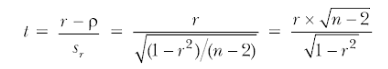 t = (r − ρ) / s_r = r / √((1−r²)/(n−2)) = (r × √(n−2)) / √(1−r²)